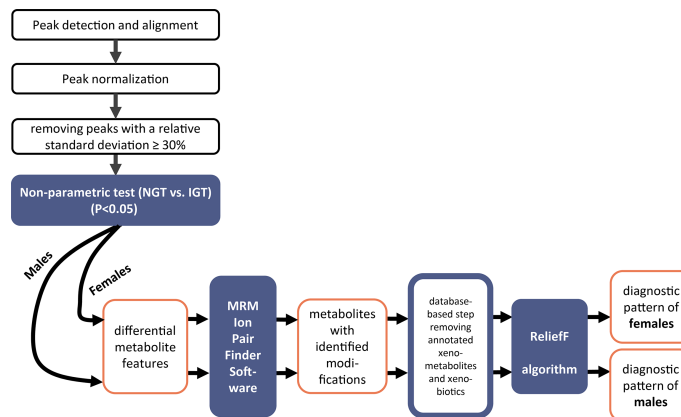 Peak detection and alignment
Peak normalization
removing peaks with a relative
standard deviation ≥ 30%
Non-parametric test (NGT vs. IGT)
(P<0.05)
Males
Females
differential
metabolite
features
MRM
Ion
Pair
Finder
Soft-
ware
metabolites
with
identified
modi-
fications
database-
based step
removing
annotated
xeno-
metabolites
and xeno-
biotics
ReliefF
algorithm
diagnostic
pattern of
females
diagnostic
pattern of
males